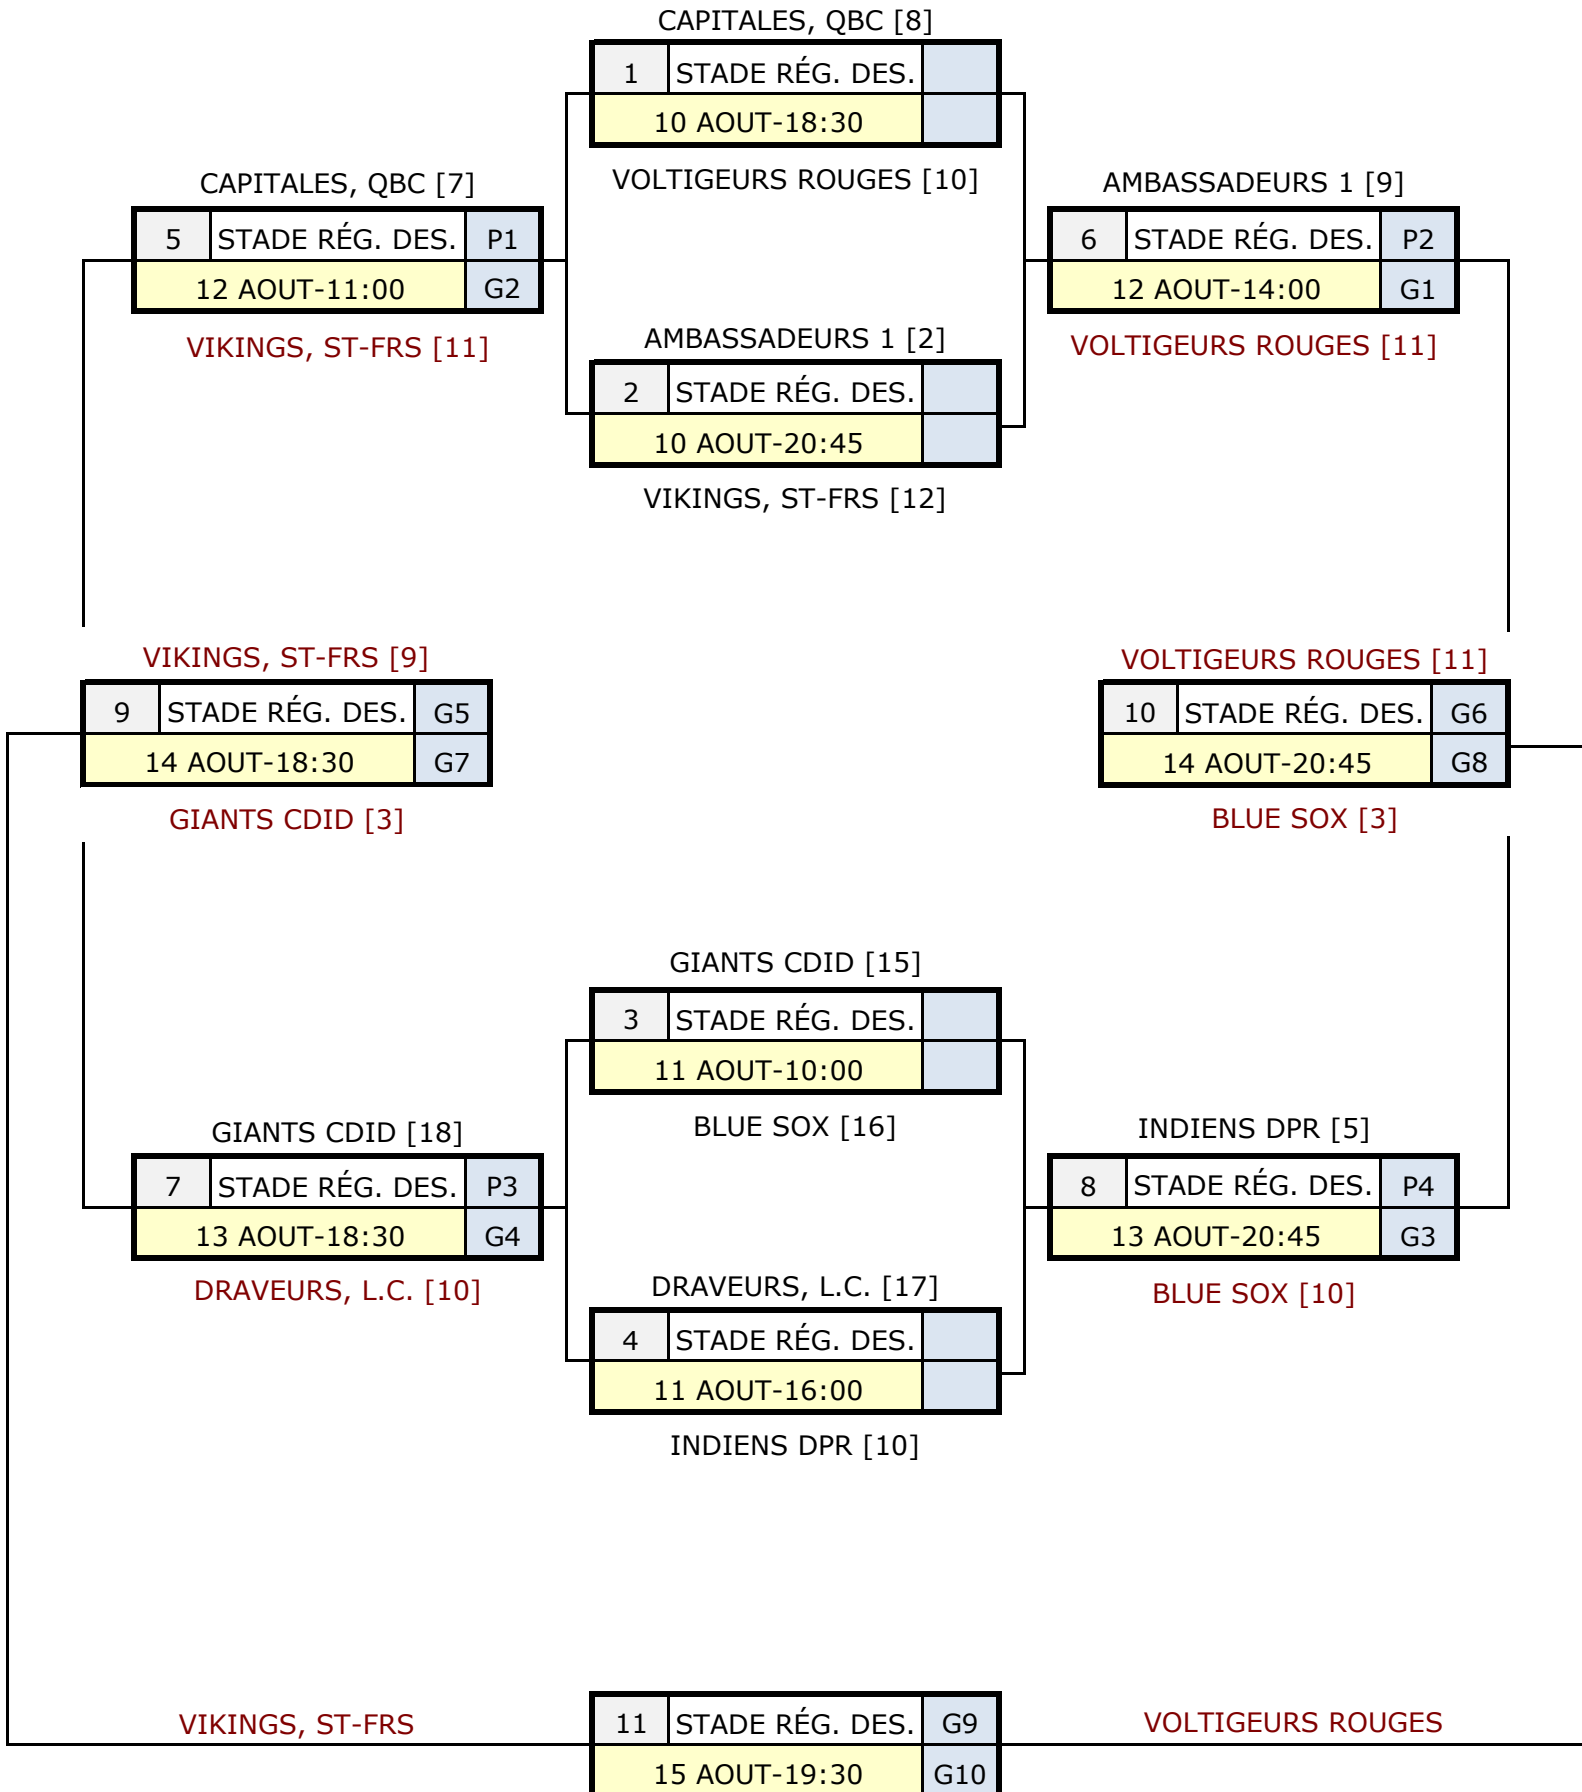 CAPITALES, QBC [8]
1 STADE RÉG. DES.
10 AOUT-18:30
VOLTIGEURS ROUGES [10]
CAPITALES, QBC [7]
5 STADE RÉG. DES. P1
12 AOUT-11:00 G2
VIKINGS, ST-FRS [11]
AMBASSADEURS 1 [9]
6 STADE RÉG. DES. P2
12 AOUT-14:00 G1
VOLTIGEURS ROUGES [11]
AMBASSADEURS 1 [2]
2 STADE RÉG. DES.
10 AOUT-20:45
VIKINGS, ST-FRS [12]
VIKINGS, ST-FRS [9]
9 STADE RÉG. DES. G5
14 AOUT-18:30 G7
GIANTS CDID [3]
VOLTIGEURS ROUGES [11]
10 STADE RÉG. DES. G6
14 AOUT-20:45 G8
BLUE SOX [3]
GIANTS CDID [15]
3 STADE RÉG. DES.
11 AOUT-10:00
BLUE SOX [16]
GIANTS CDID [18]
7 STADE RÉG. DES. P3
13 AOUT-18:30 G4
DRAVEURS, L.C. [10]
INDIENS DPR [5]
8 STADE RÉG. DES. P4
13 AOUT-20:45 G3
BLUE SOX [10]
DRAVEURS, L.C. [17]
4 STADE RÉG. DES.
11 AOUT-16:00
INDIENS DPR [10]
VIKINGS, ST-FRS
11 STADE RÉG. DES. G9
15 AOUT-19:30 G10
VOLTIGEURS ROUGES